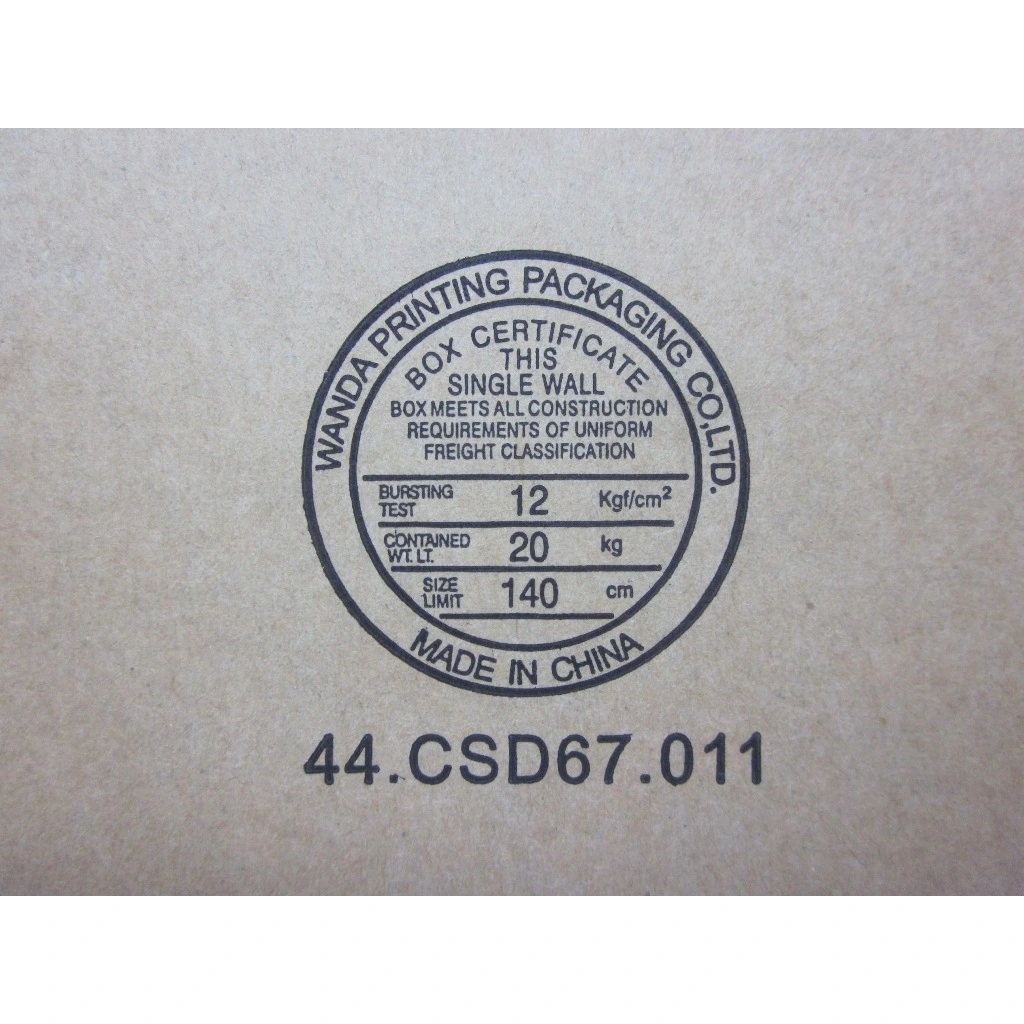 WANDA PRINTING PACKAGING CO,LTD.
BOX CERTIFICATE
THIS
SINGLE WALL
BOX MEETS ALL CONSTRUCTION
REQUIREMENTS OF UNIFORM
FREIGHT CLASSIFICATION
BURSTING TEST 12 Kgf/cm²
CONTAINED WT. LT. 20 kg
SIZE LIMIT 140 cm
MADE IN CHINA
44.CSD67.011